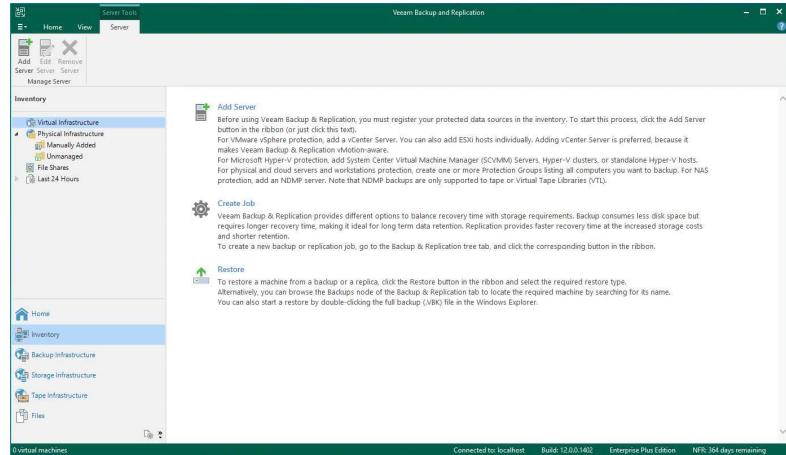 Server Tools
Veeam Backup and Replication
Home View Server
Add Edit Remove
Server Server Server
Manage Server
Inventory
Virtual Infrastructure
Physical Infrastructure
Manually Added
Unmanaged
File Shares
Last 24 Hours
Add Server
Before using Veeam Backup & Replication, you must register your protected data sources in the inventory. To start this process, click the Add Server
button in the ribbon (or just click this text).
For VMware vSphere protection, add a vCenter Server. You can also add ESXi hosts individually. Adding vCenter Server is preferred, because it
makes Veeam Backup & Replication vMotion-aware.
For Microsoft Hyper-V protection, add System Center Virtual Machine Manager (SCVMM) Servers, Hyper-V clusters, or standalone Hyper-V hosts.
For physical and cloud servers and workstations protection, create one or more Protection Groups listing all computers you want to backup. For NAS
protection, add an NDMP server. Note that NDMP backups are only supported to tape or Virtual Tape Libraries (VTL).
Create Job
Veeam Backup & Replication provides different options to balance recovery time with storage requirements. Backup consumes less disk space but
requires longer recovery time, making it ideal for long term data retention. Replication provides faster recovery time at the increased storage costs
and shorter retention.
To create a new backup or replication job, go to the Backup & Replication tree tab, and click the corresponding button in the ribbon.
Restore
To restore a machine from a backup or a replica, click the Restore button in the ribbon and select the required restore type.
Alternatively, you can browse the Backups node of the Backup & Replication tab to locate the required machine by searching for its name.
You can also start a restore by double-clicking the full backup (.VBK) file in the Windows Explorer.
Home
Inventory
Backup Infrastructure
Storage Infrastructure
Tape Infrastructure
Files
0 virtual machines
Connected to: localhost
Build: 12.0.0.1402
Enterprise Plus Edition
NFR: 364 days remaining